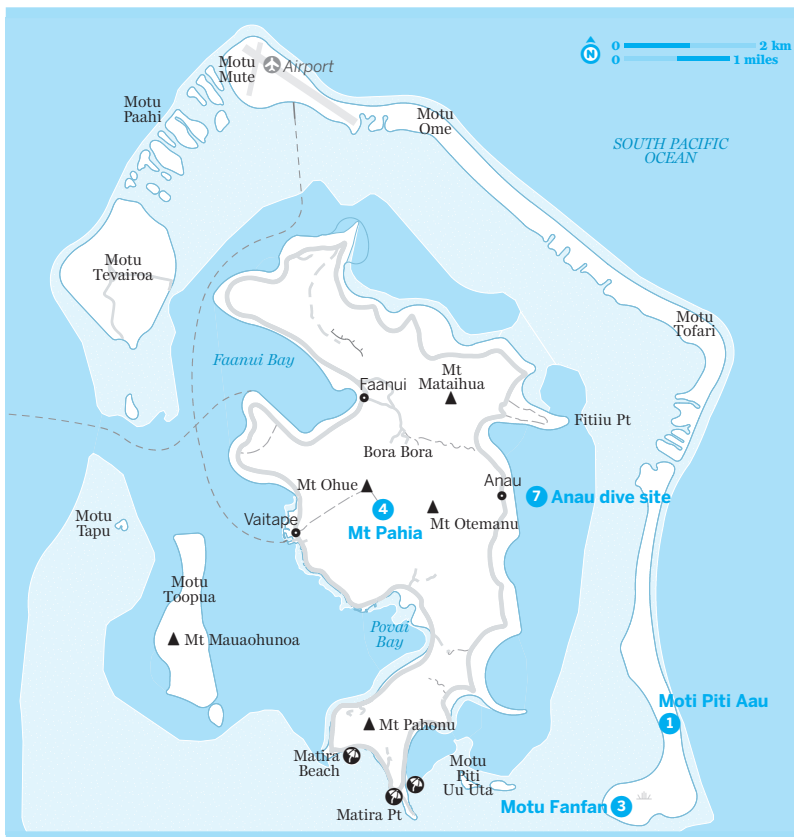 Motu
Mute
Airport
0
2 km
N
0
1 miles
Motu
Paahi
Motu
Ome
SOUTH PACIFIC
OCEAN
Motu
Tevairoa
Motu
Tofari
Faanui Bay
Mt
Mataihua
Faanui
Fitiiu Pt
Bora Bora
Mt Ohue
Anau
7 Anau dive site
4
Mt Pahia
Mt Otemanu
Vaitape
Motu
Tapu
Motu
Toopua
Mt Mauaohunoa
Povai
Bay
Moti Piti Aau
1
Mt Pahonu
Matira
Beach
Motu
Piti
Uu Uta
Matira Pt
Motu Fanfan 3